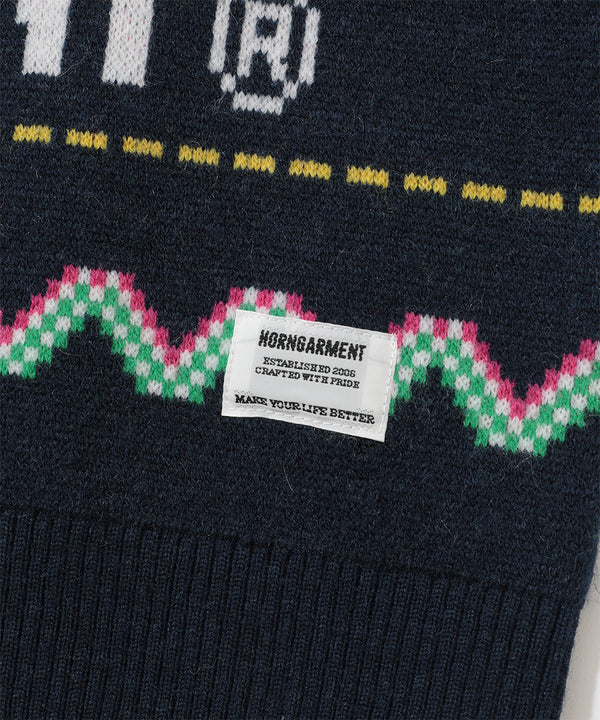 ®
HORNGARMENT
ESTABLISHED 2006
CRAFTED WITH PRIDE
MAKE YOUR LIFE BETTER